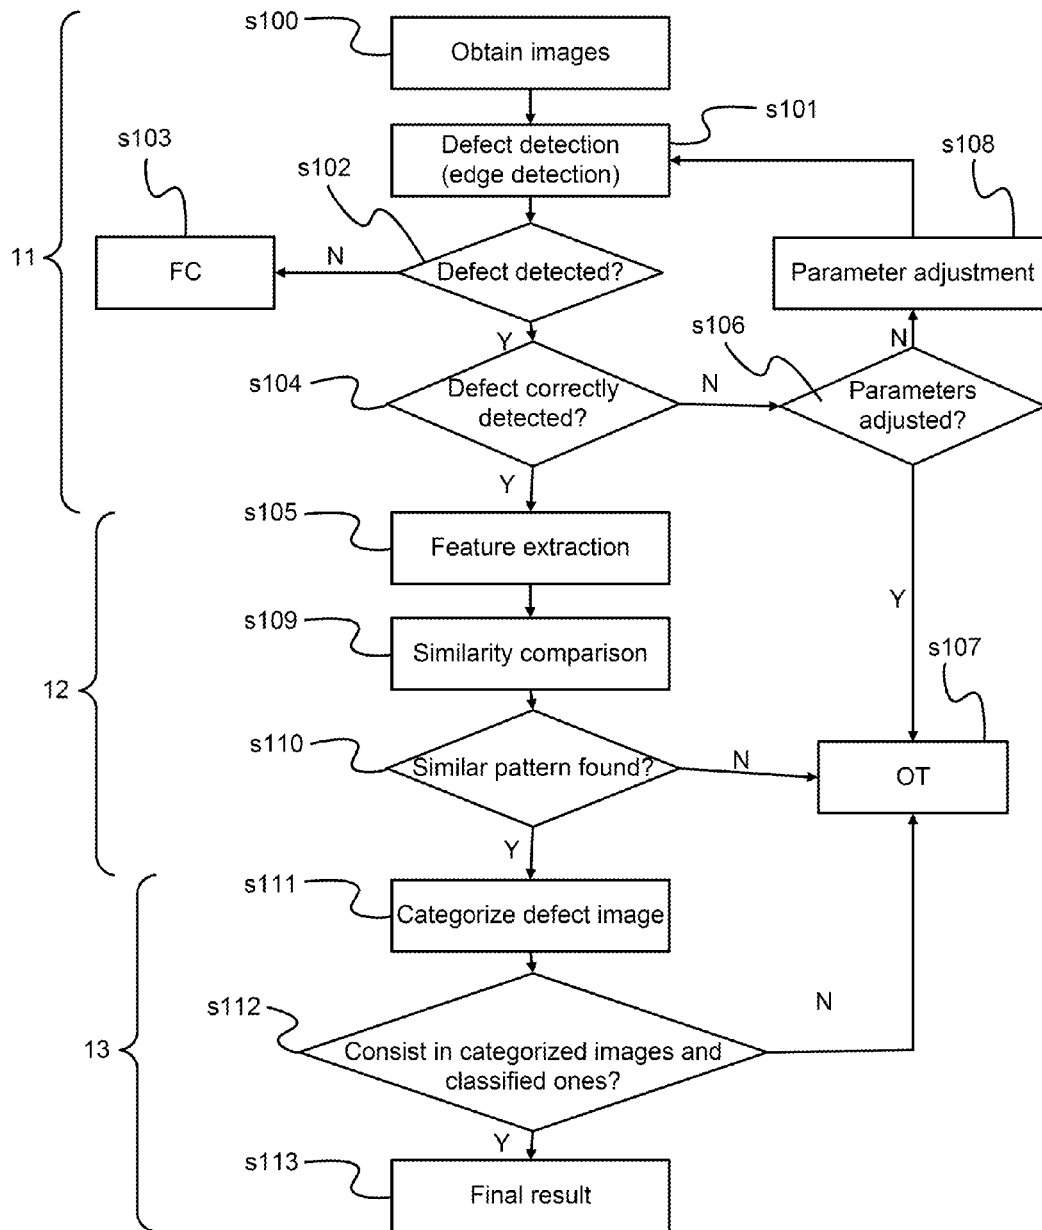 s100
Obtain images
s101
Defect detection
(edge detection)
s103
s102
s108
11
FC
N
Defect detected?
Parameter adjustment
Y
s106
N
s104
Defect correctly
detected?
N
Parameters
adjusted?
Y
s105
Feature extraction
Y
s109
Similarity comparison
s107
12
s110
Similar pattern found?
N
OT
Y
s111
Categorize defect image
s112
N
13
Consist in categorized images and
classified ones?
Y
s113
Final result